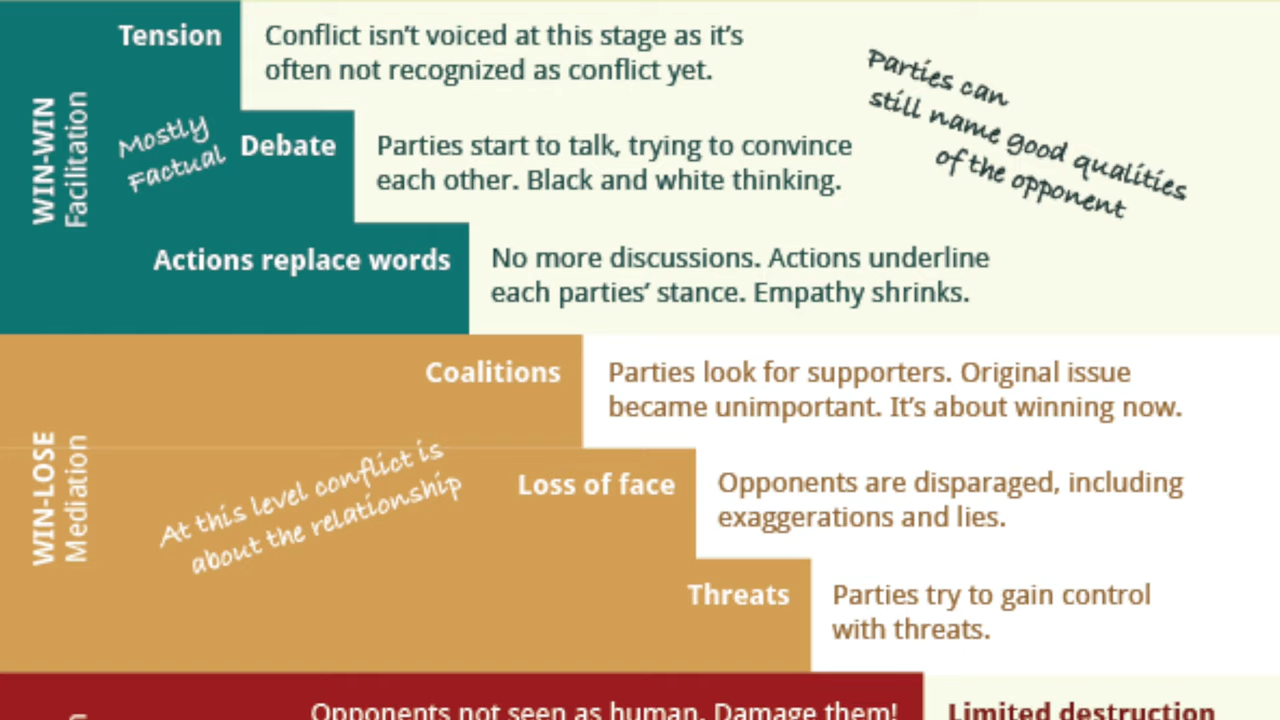 Tension
Conflict isn't voiced at this stage as it's
often not recognized as conflict yet.
Parties can
still name good qualities
of the opponent
WIN-WIN
Facilitation
Mostly
Factual
Debate
Parties start to talk, trying to convince
each other. Black and white thinking.
Actions replace words
No more discussions. Actions underline
each parties' stance. Empathy shrinks.
Coalitions
Parties look for supporters. Original issue
became unimportant. It's about winning now.
WIN-LOSE
Mediation
At this level conflict is
about the relationship
Loss of face
Opponents are disparaged, including
exaggerations and lies.
Threats
Parties try to gain control
with threats.
Opponents not seen as human. Damage them!
Limited destruction